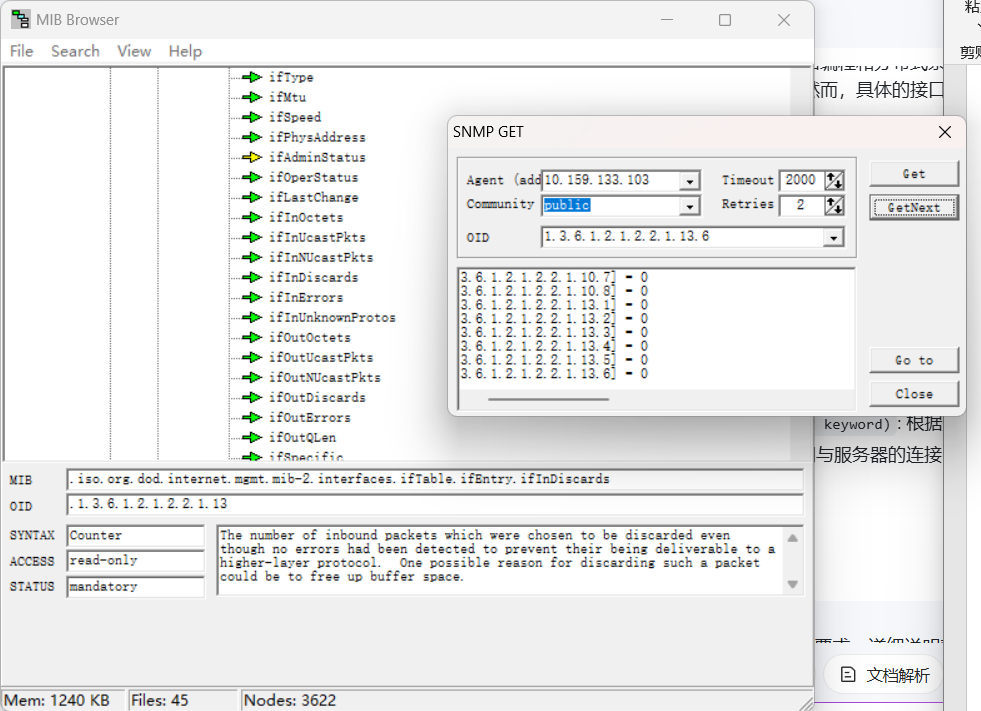 MIB Browser
File Search View Help
ifType
ifMtu
ifSpeed
ifPhysAddress
ifAdminStatus
ifOperStatus
ifLastChange
ifInOctets
ifInUcastPkts
ifInNUcastPkts
ifInDiscards
ifInErrors
ifInUnknownProtos
ifOutOctets
ifOutUcastPkts
ifOutNUcastPkts
ifOutDiscards
ifOutErrors
ifOutQLen
ifSpecific
SNMP GET
Agent (add 10.159.133.103 Timeout 2000 Get
Community public Retries 2 GetNext
OID 1.3.6.1.2.1.2.2.1.13.6
3.6.1.2.1.2.2.1.10.7] = 0
3.6.1.2.1.2.2.1.10.8] = 0
3.6.1.2.1.2.2.1.13.1] = 0
3.6.1.2.1.2.2.1.13.2] = 0
3.6.1.2.1.2.2.1.13.3] = 0
3.6.1.2.1.2.2.1.13.4] = 0
3.6.1.2.1.2.2.1.13.5] = 0
3.6.1.2.1.2.2.1.13.6] = 0
Go to
Close
MIB .iso.org.dod.internet.mgmt.mib-2.interfaces.ifTable.ifEntry.ifInDiscards
OID .1.3.6.1.2.1.2.2.1.13
SYNTAX Counter
ACCESS read-only
STATUS mandatory
The number of inbound packets which were chosen to be discarded even
though no errors had been detected to prevent their being deliverable to a
higher-layer protocol. One possible reason for discarding such a packet
could be to free up buffer space.
Mem: 1240 KB Files: 45 Nodes: 3622
粘
剪
然而，具体的接口
keyword)：根据
与服务器的连接
文档解析